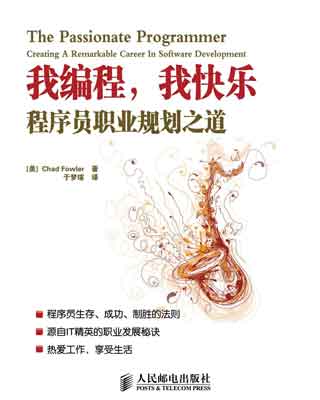 The Passionate Programmer
Creating A Remarkable Career In Software Development
我编程，我快乐
程序员职业规划之道
[美] Chad Fowler 著
于梦瑄 译
程序员生存、成功、制胜的法则
源自IT精英的职业发展秘诀
热爱工作，享受生活
人民邮电出版社
POSTS & TELECOM PRESS